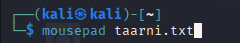 ┌──(kali㉿kali)-[~]
└─$ mousepad taarni.txt